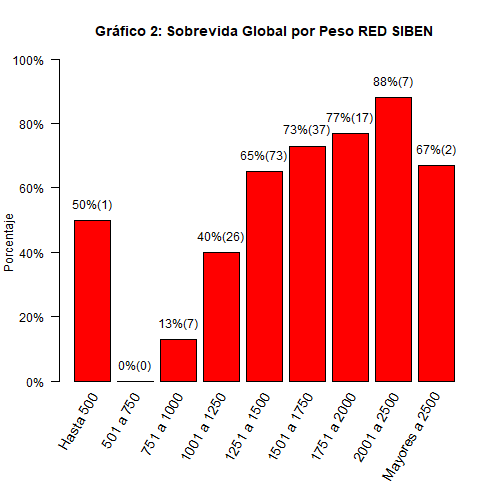 Gráfico 2: Sobrevida Global por Peso RED SIBEN
Porcentaje
100%
80%
60%
40%
20%
0%
50%(1)
0%(0)
13%(7)
40%(26)
65%(73)
73%(37)
77%(17)
88%(7)
67%(2)
Hasta 500
501 a 750
751 a 1000
1001 a 1250
1251 a 1500
1501 a 1750
1751 a 2000
2001 a 2500
Mayores a 2500